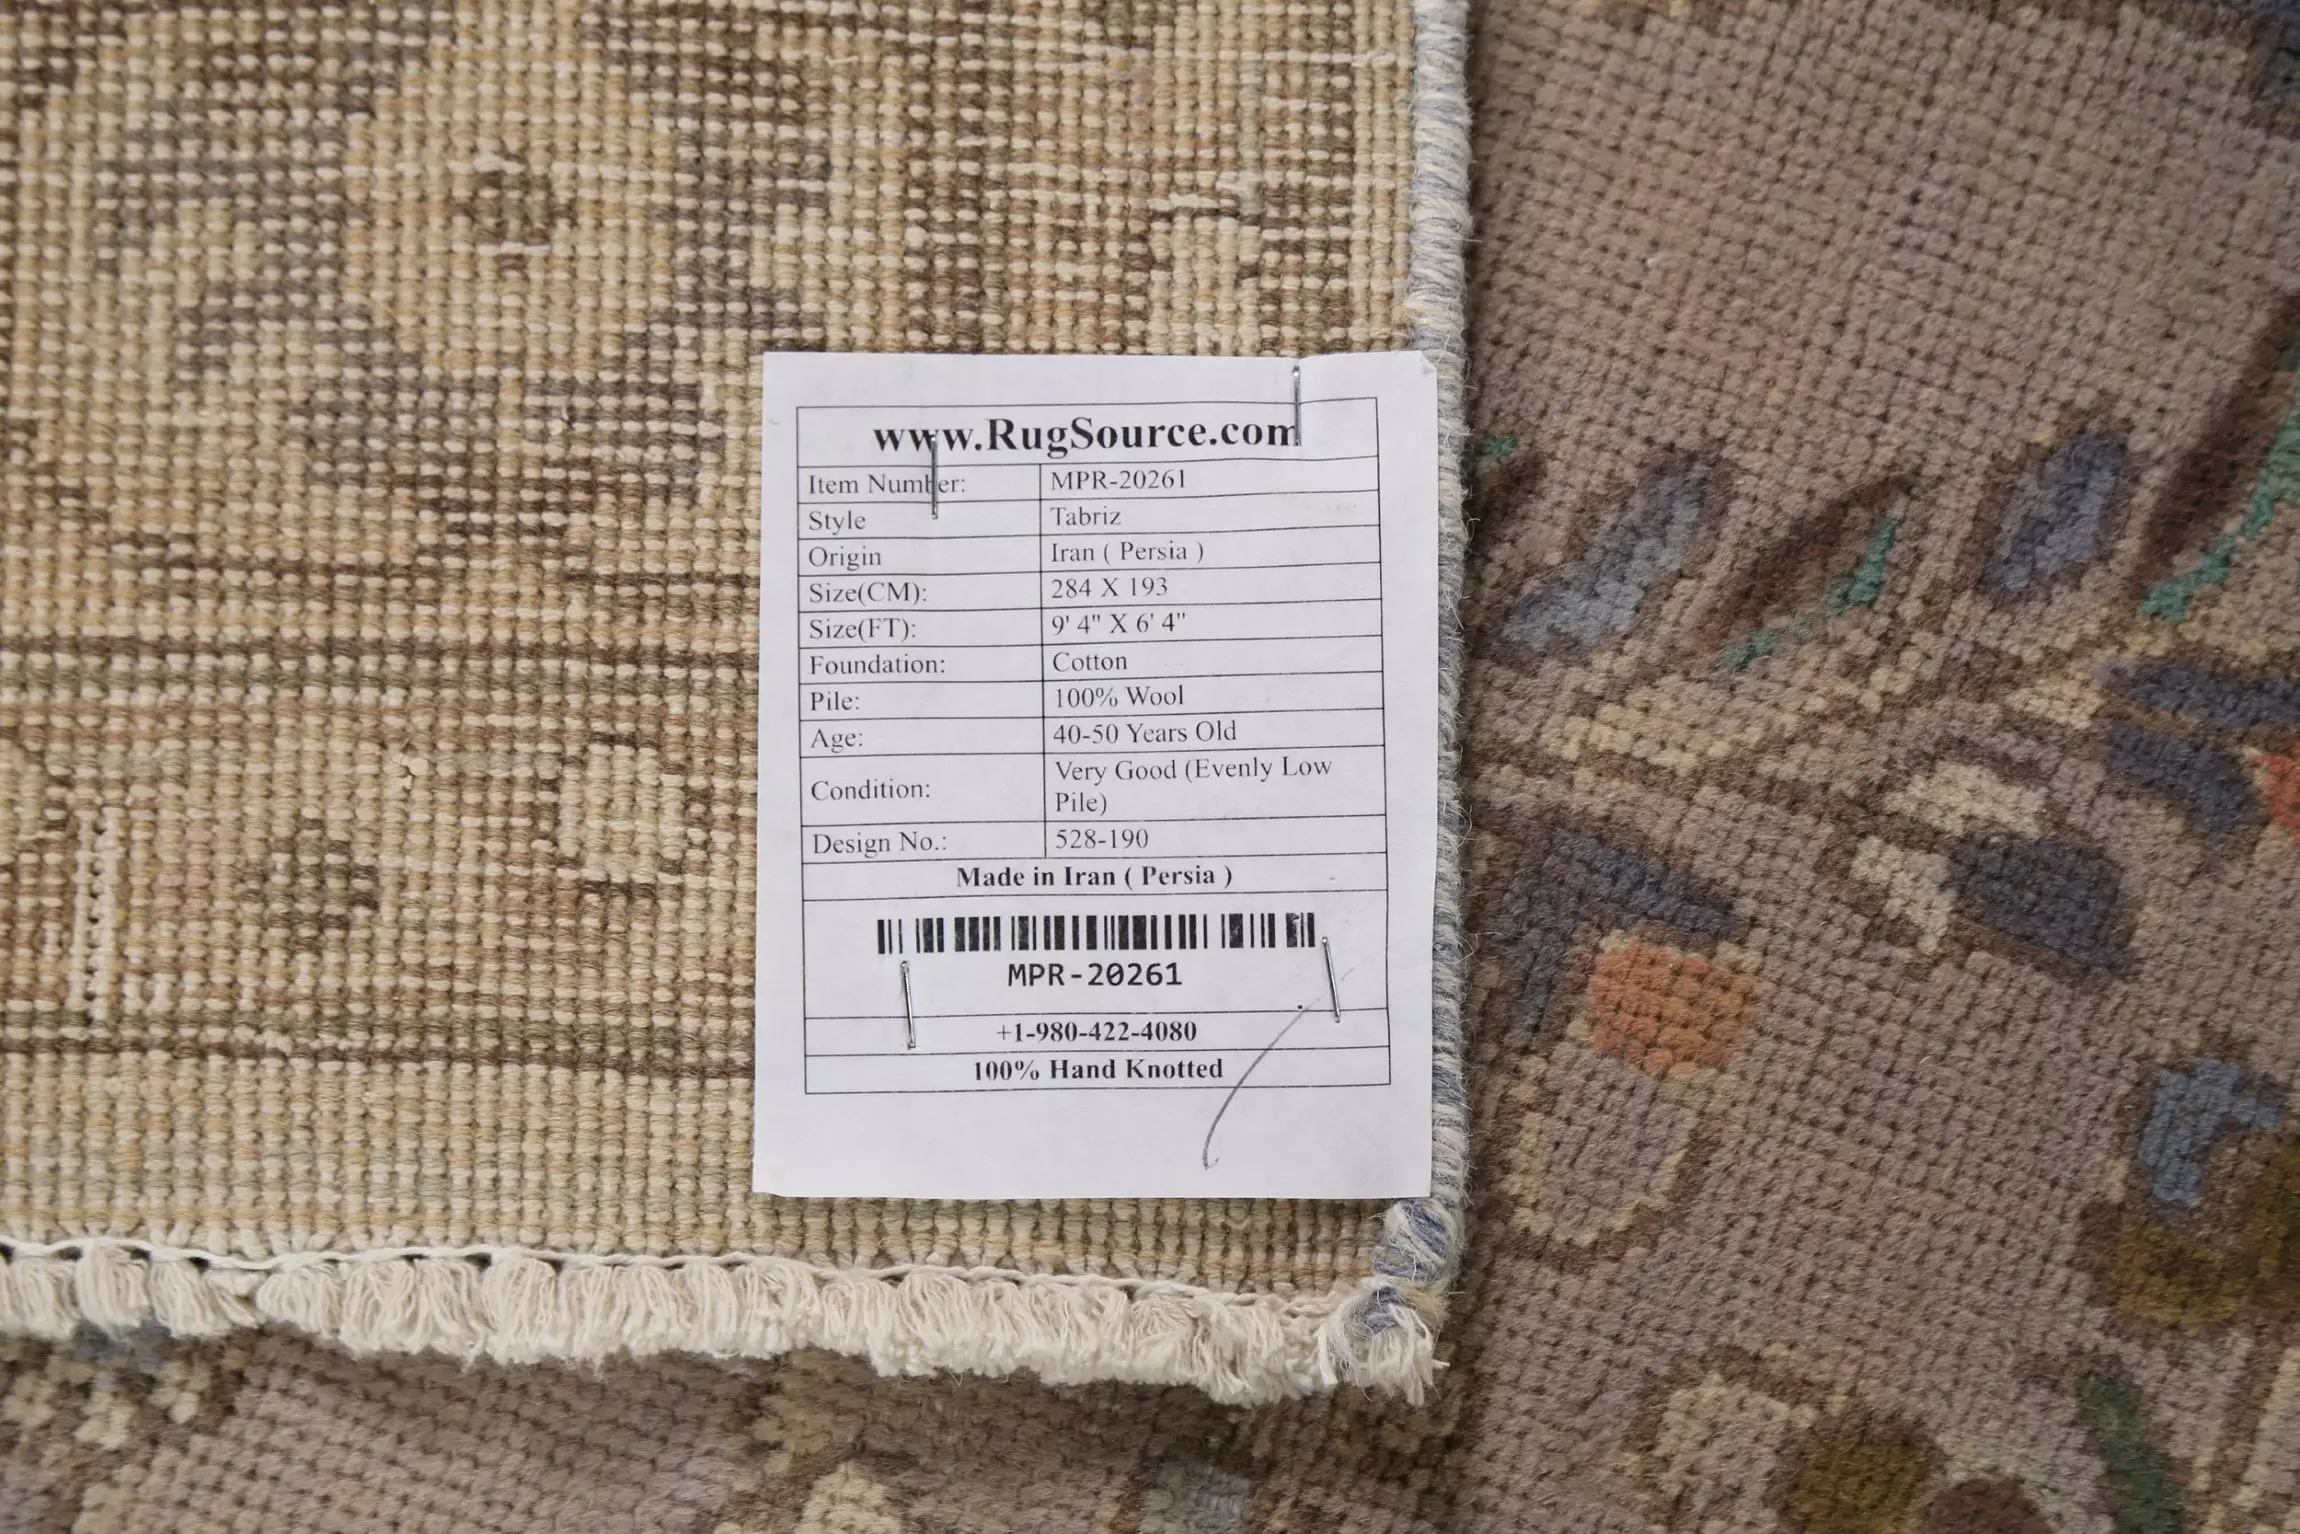 www.RugSource.com
Item Number: MPR-20261
Style Tabriz
Origin Iran ( Persia )
Size(CM): 284 X 193
Size(FT): 9' 4" X 6' 4"
Foundation: Cotton
Pile: 100% Wool
Age: 40-50 Years Old
Condition: Very Good (Evenly Low
Pile)
Design No.: 528-190
Made in Iran ( Persia )
MPR-20261
+1-980-422-4080
100% Hand Knotted